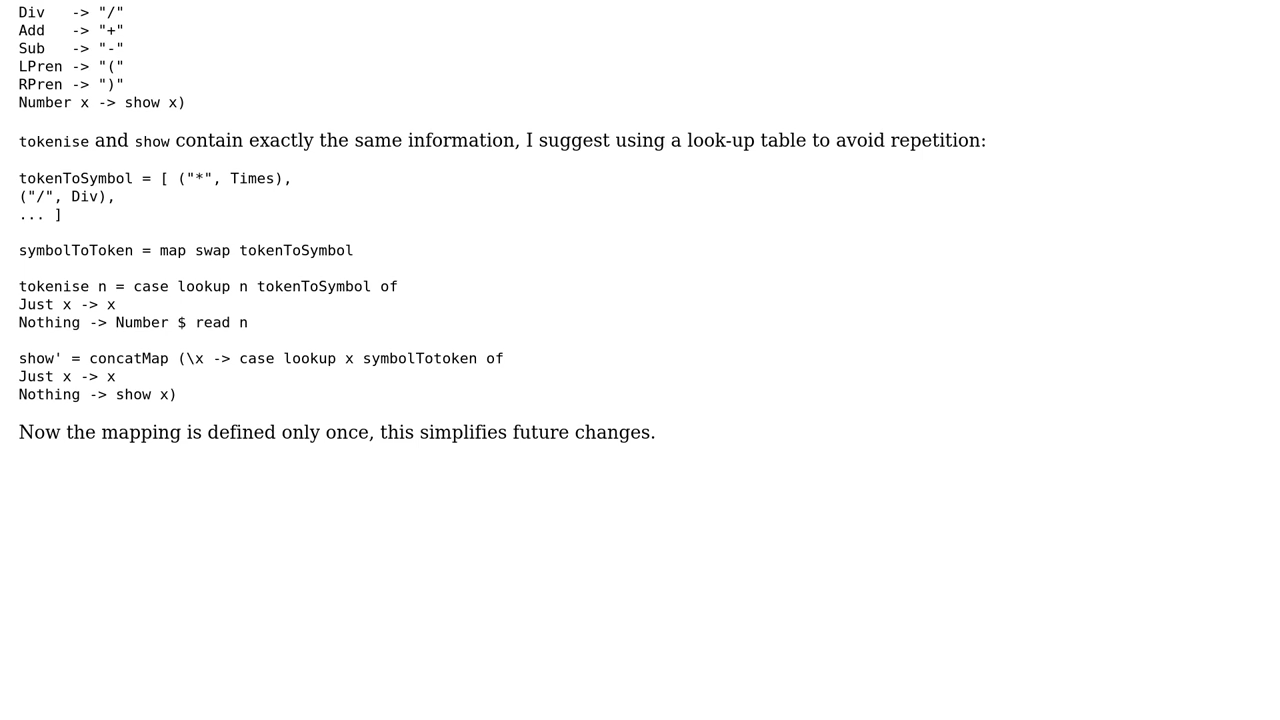 Div   -> "/"
Add   -> "+"
Sub   -> "-"
LPren -> "("
RPren -> ")"
Number x -> show x)
tokenise and show contain exactly the same information, I suggest using a look-up table to avoid repetition:
tokenToSymbol = [ ("*", Times),
("/", Div),
... ]
symbolToToken = map swap tokenToSymbol
tokenise n = case lookup n tokenToSymbol of
Just x -> x
Nothing -> Number $ read n
show' = concatMap (\x -> case lookup x symbolTotoken of
Just x -> x
Nothing -> show x)
Now the mapping is defined only once, this simplifies future changes.